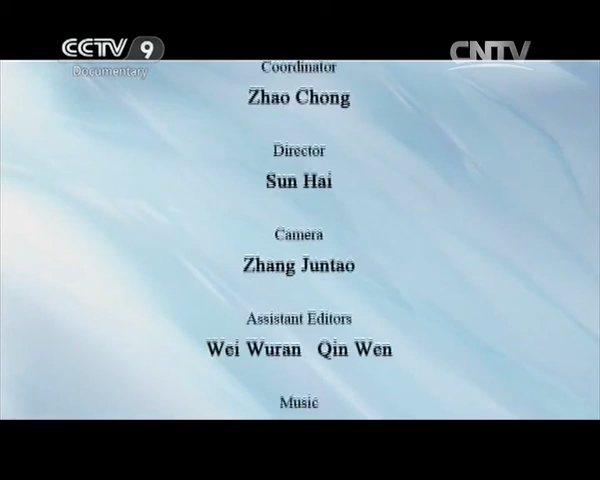 CCTV 9 CNTV
Documentary
Coordinator
Zhao Chong
Director
Sun Hai
Camera
Zhang Juntao
Assistant Editors
Wei Wuran Qin Wen
Music